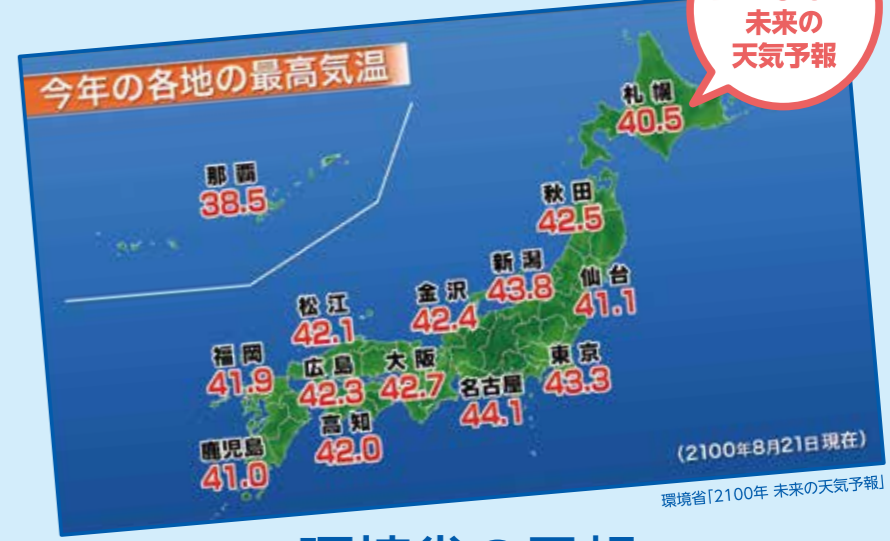 未来の
天気予報
今年の各地の最高気温
札幌
40.5
那覇
38.5
秋田
42.5
新潟
43.8
仙台
41.1
金沢
42.4
松江
42.1
福岡
41.9
広島
42.3
大阪
42.7
東京
43.3
名古屋
44.1
高知
42.0
鹿児島
41.0
(2100年8月21日現在)
環境省「2100年 未来の天気予報」